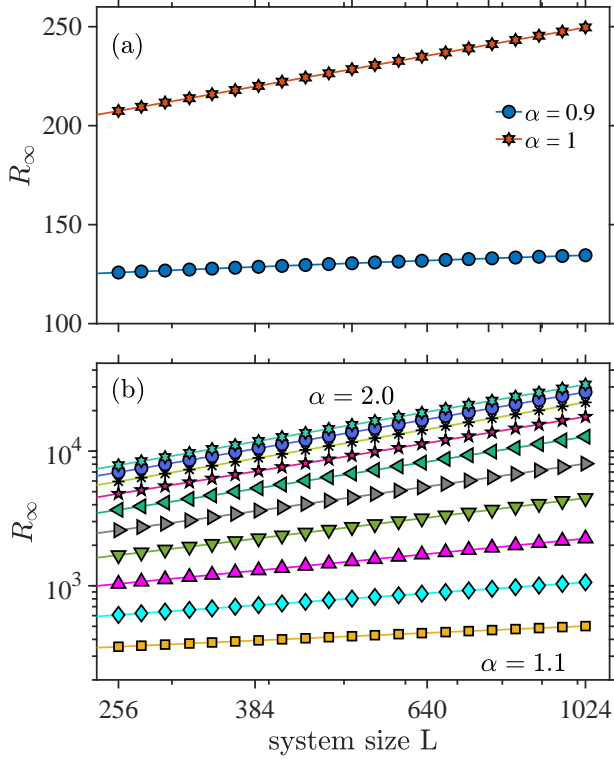 250
(a)
200
α = 0.9
α = 1
R∞
150
100
(b)
α = 2.0
10⁴
R∞
10³
α = 1.1
256 384 640 1024
system size L